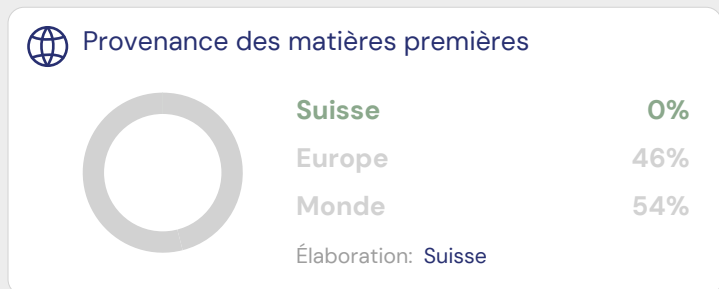 Provenance des matières premières
Suisse 0%
Europe 46%
Monde 54%
Élaboration: Suisse